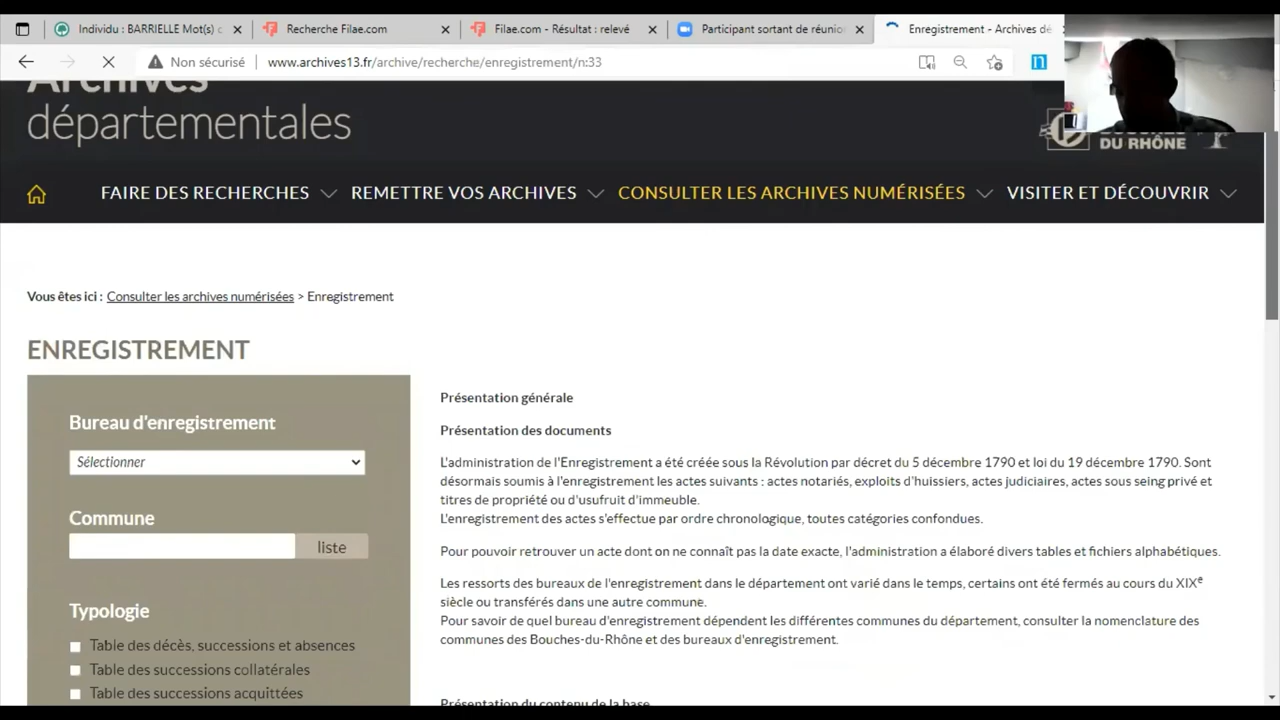 Individu : BARRIELLE Mot(s) c
Recherche Filae.com
Filae.com - Résultat : relevé
Participant sortant de réunio
Enregistrement - Archives dé
Non sécurisé
www.archives13.fr/archive/recherche/enregistrement/n:33
Archives
départementales
DU RHÔNE
FAIRE DES RECHERCHES
REMETTRE VOS ARCHIVES
CONSULTER LES ARCHIVES NUMÉRISÉES
VISITER ET DÉCOUVRIR
Vous êtes ici : Consulter les archives numérisées > Enregistrement
ENREGISTREMENT
Bureau d'enregistrement
Sélectionner
Commune
liste
Typologie
Table des décès, successions et absences
Table des successions collatérales
Table des successions acquittées
Présentation générale
Présentation des documents
L'administration de l'Enregistrement a été créée sous la Révolution par décret du 5 décembre 1790 et loi du 19 décembre 1790. Sont
désormais soumis à l'enregistrement les actes suivants : actes notariés, exploits d'huissiers, actes judiciaires, actes sous seing privé et
titres de propriété ou d'usufruit d'immeuble.
L'enregistrement des actes s'effectue par ordre chronologique, toutes catégories confondues.
Pour pouvoir retrouver un acte dont on ne connaît pas la date exacte, l'administration a élaboré divers tables et fichiers alphabétiques.
Les ressorts des bureaux de l'enregistrement dans le département ont varié dans le temps, certains ont été fermés au cours du XIXe
siècle ou transférés dans une autre commune.
Pour savoir de quel bureau d'enregistrement dépendent les différentes communes du département, consulter la nomenclature des
communes des Bouches-du-Rhône et des bureaux d'enregistrement.
Présentation du contenu de la base